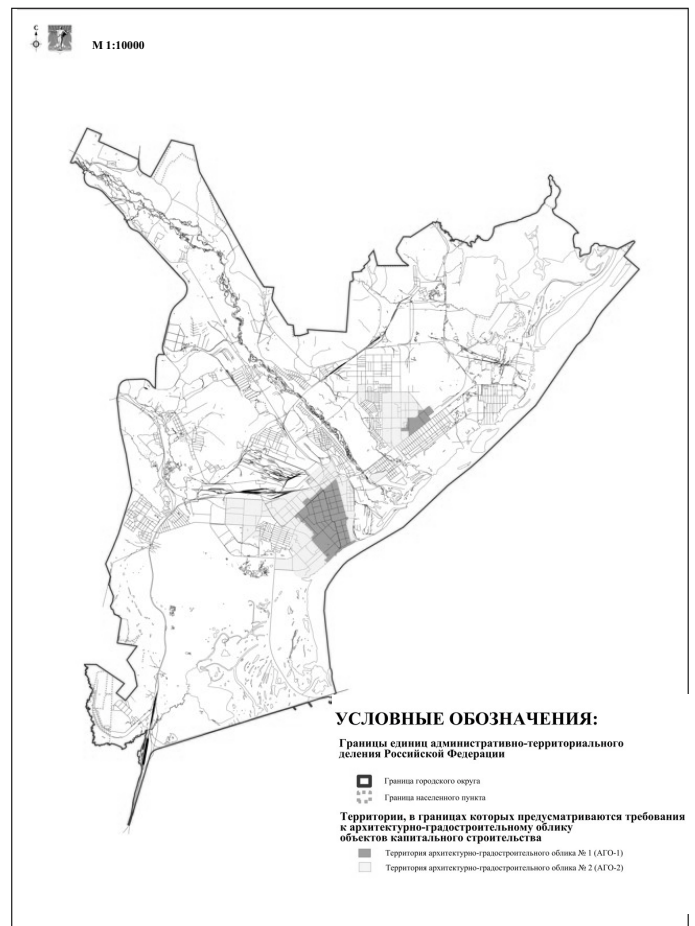 С
М 1:10000
УСЛОВНЫЕ ОБОЗНАЧЕНИЯ:
Границы единиц административно-территориального
деления Российской Федерации
Граница городского округа
Граница населенного пункта
Территории, в границах которых предусматриваются требования
к архитектурно-градостроительному облику
объектов капитального строительства
Территория архитектурно-градостроительного облика № 1 (АГО-1)
Территория архитектурно-градостроительного облика № 2 (АГО-2)